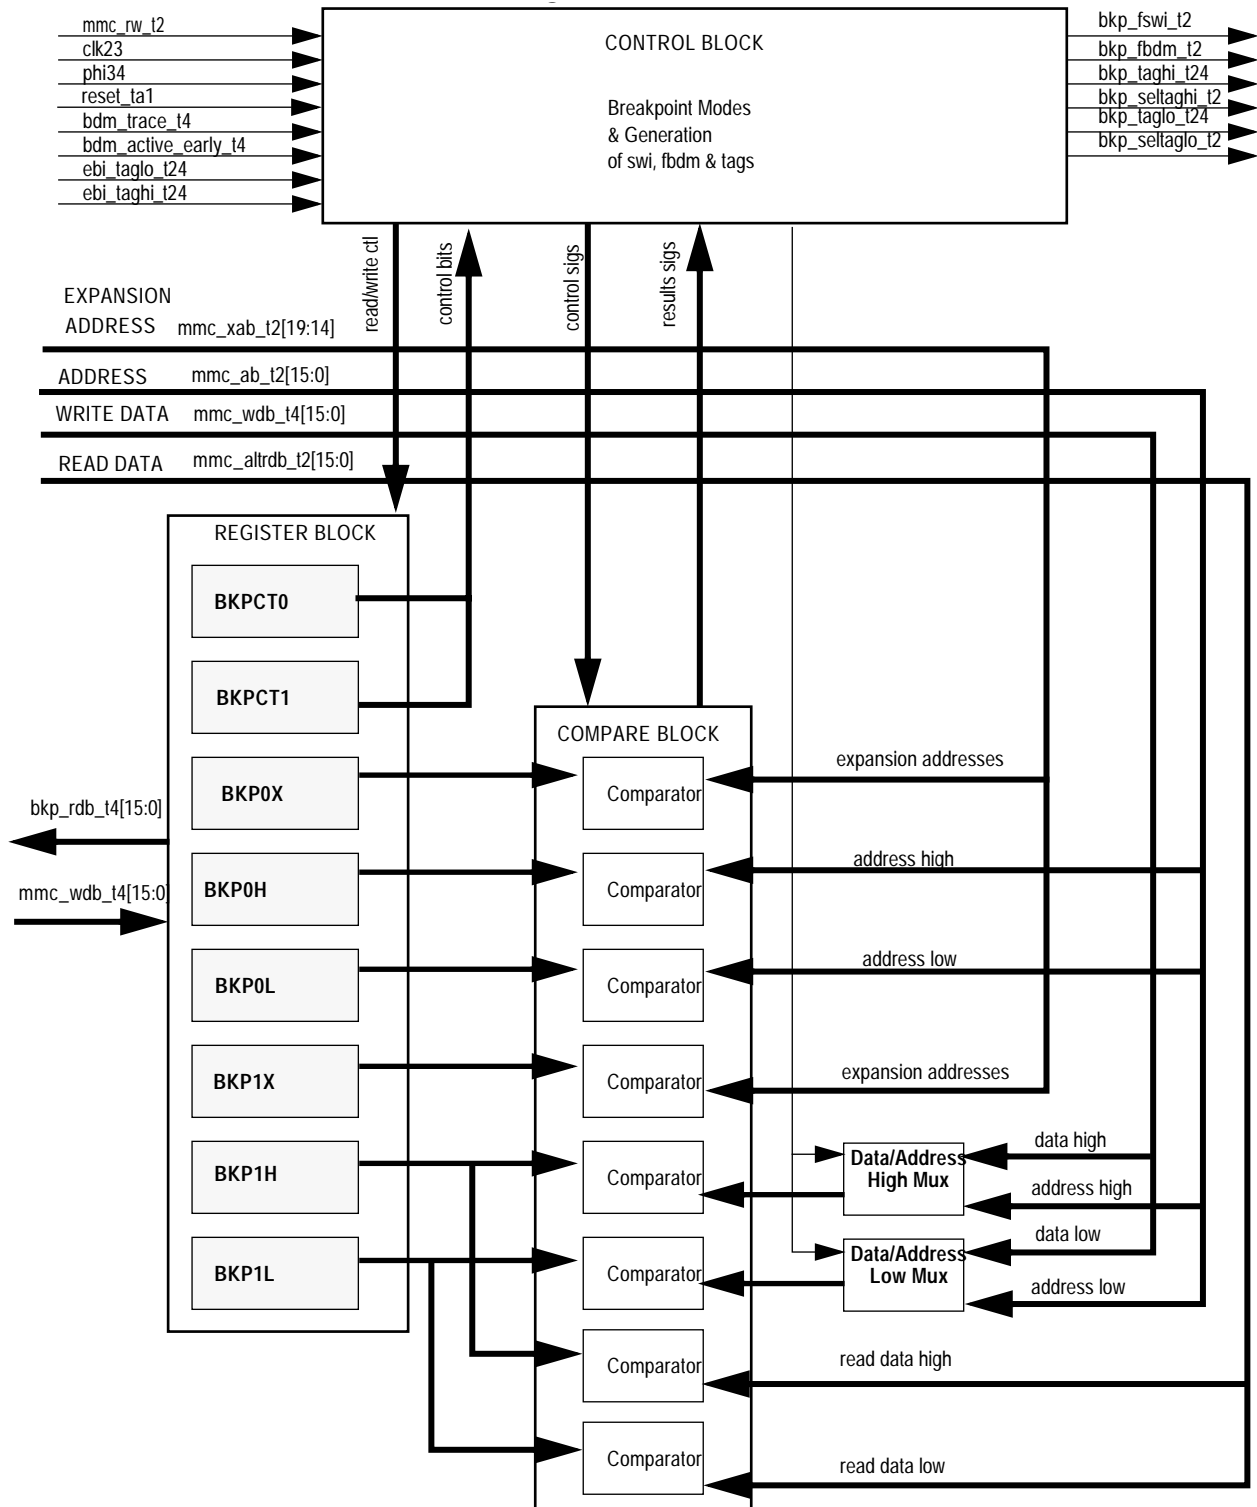 mmc_rw_t2
clk23
phi34
reset_ta1
bdm_trace_t4
bdm_active_early_t4
ebi_taglo_t24
ebi_taghi_t24
CONTROL BLOCK
Breakpoint Modes
& Generation
of swi, fbdm & tags
bkp_fswi_t2
bkp_fbdm_t2
bkp_taghi_t24
bkp_seltaghi_t2
bkp_taglo_t24
bkp_seltaglo_t2
read/write ctl
control bits
control sigs
results sigs
EXPANSION
ADDRESS mmc_xab_t2[19:14]
ADDRESS mmc_ab_t2[15:0]
WRITE DATA mmc_wdb_t4[15:0]
READ DATA mmc_altrdb_t2[15:0]
REGISTER BLOCK
BKPCT0
BKPCT1
BKP0X
BKP0H
BKP0L
BKP1X
BKP1H
BKP1L
bkp_rdb_t4[15:0]
mmc_wdb_t4[15:0]
COMPARE BLOCK
Comparator
Comparator
Comparator
Comparator
Comparator
Comparator
Comparator
Comparator
expansion addresses
address high
address low
expansion addresses
Data/Address
High Mux
data high
address high
Data/Address
Low Mux
data low
address low
read data high
read data low